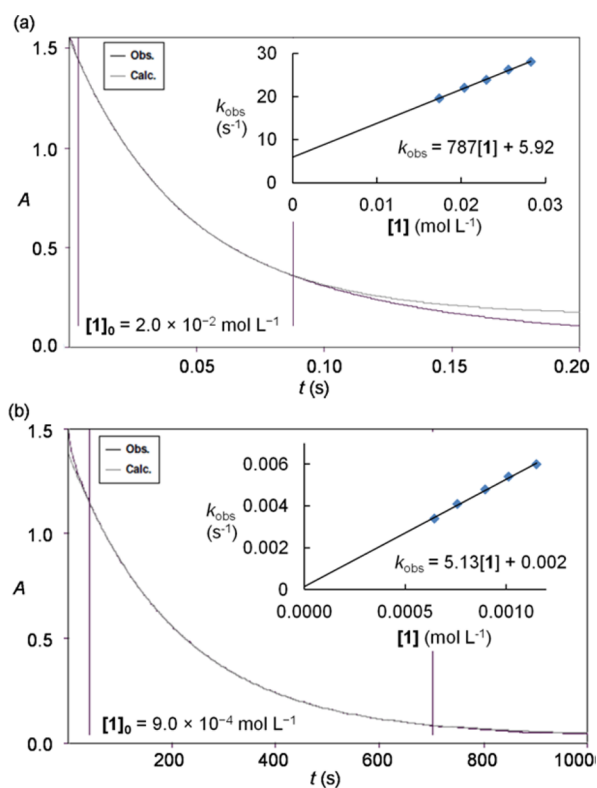 (a)
1.5
1.0
0.5
0.0
A
Obs.
Calc.
30
20
10
0
kobs
(s⁻¹)
kobs = 787[1] + 5.92
0 0.01 0.02 0.03
[1] (mol L⁻¹)
[1]₀ = 2.0 × 10⁻² mol L⁻¹
0.05 0.10 0.15 0.20
t (s)
(b)
1.5
1.0
0.5
0.0
A
Obs.
Calc.
0.006
0.004
0.002
0
kobs
(s⁻¹)
kobs = 5.13[1] + 0.002
0.0000 0.0005 0.0010
[1] (mol L⁻¹)
[1]₀ = 9.0 × 10⁻⁴ mol L⁻¹
200 400 600 800 1000
t (s)